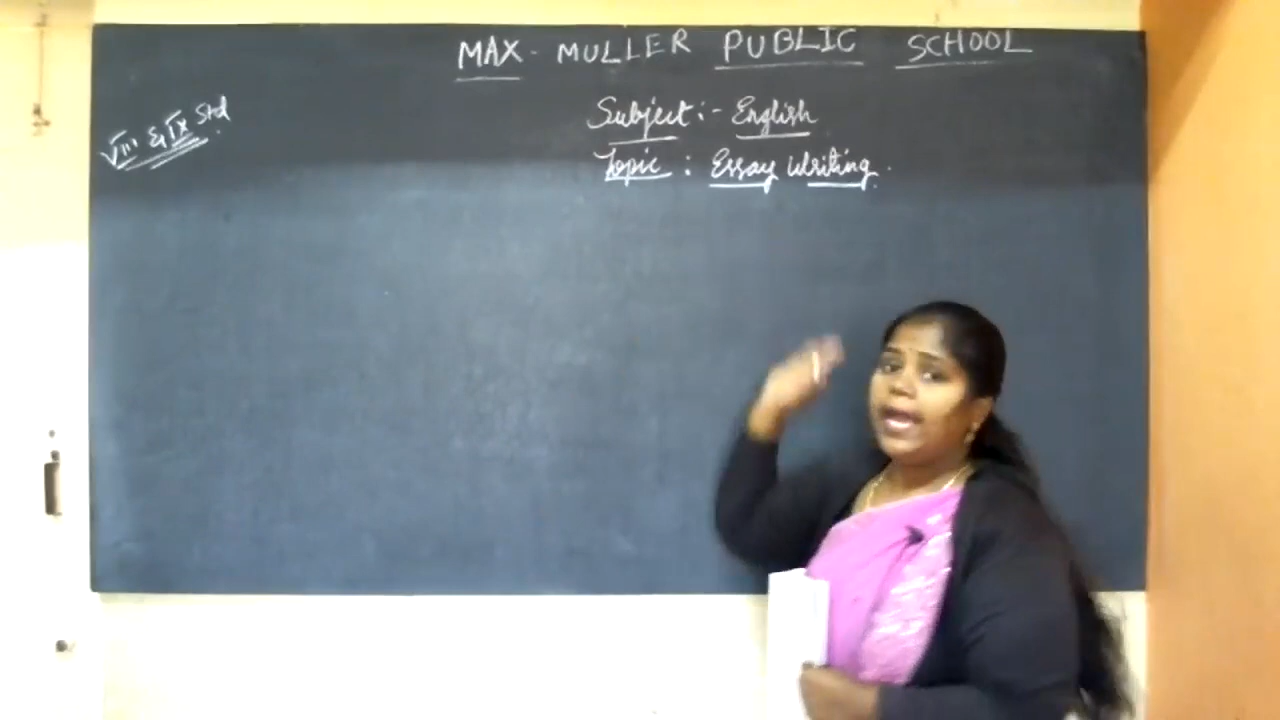 MAX - MULLER PUBLIC SCHOOL
VIII & IX Std
Subject :- English
Topic : Essay Writing.